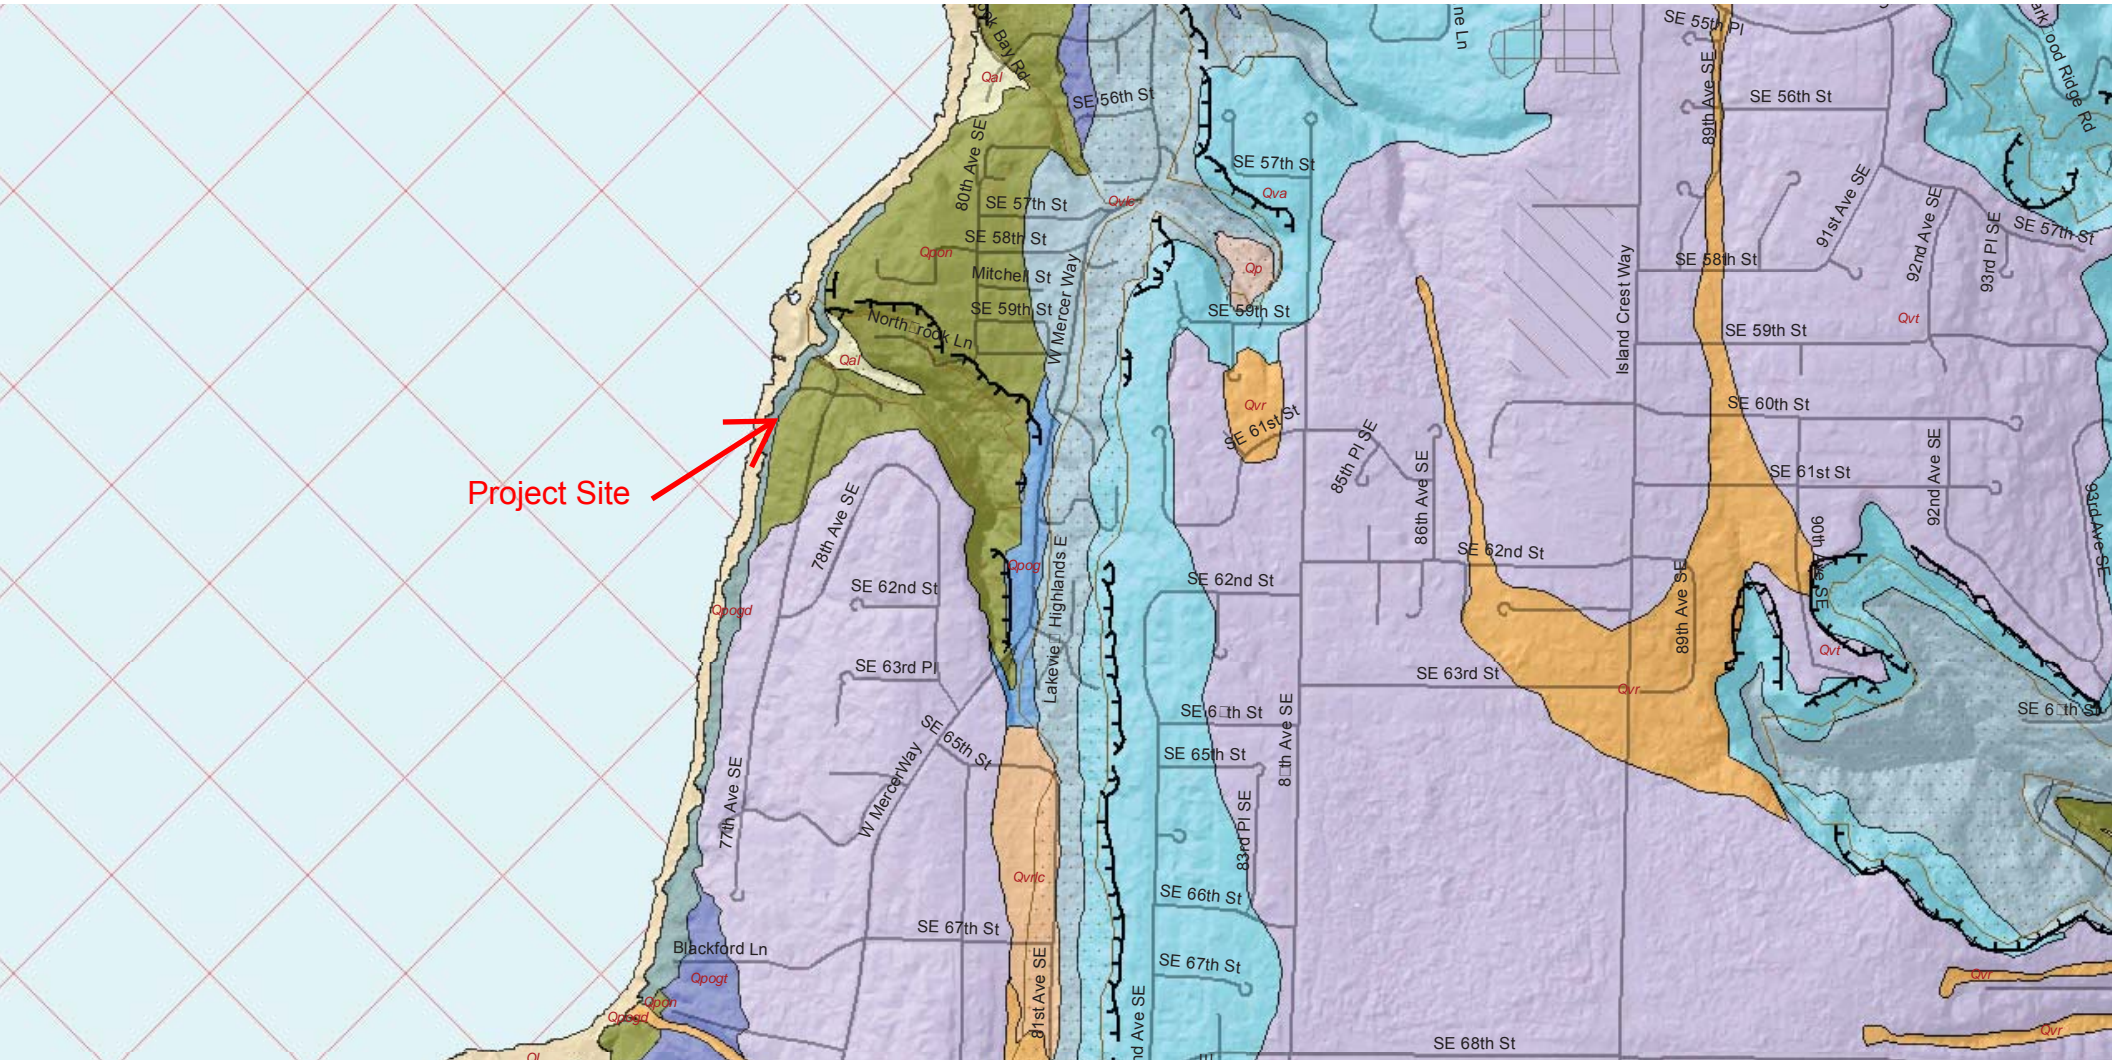 SE 55th Pl
Qal
SE 56th St
SE 56th St
89th Ave SE
80th Ave SE
SE 57th St
Qva
SE 57th St
Qvlc
91st Ave SE
92nd Ave SE
93rd Pl SE
SE 57th St
SE 58th St
Qpon
Mitchell St
SE 58th St
Qp
W Mercer Way
Island Crest Way
SE 59th St
SE 59th St
Qvt
SE 59th St
Qal
Qvr
SE 60th St
SE 61st St
85th Pl SE
86th Ave SE
SE 61st St
92nd Ave SE
93rd Ave SE
Project Site
78th Ave SE
SE 62nd St
Qpog
Lakevie Highlands E
SE 62nd St
SE 62nd St
89th Ave SE
Qpogd
SE 63rd Pl
SE 63rd St
Qvr
Qvt
SE 65th St
W Mercer Way
SE 65th St
77th Ave SE
83rd Pl SE
Qvrlc
SE 66th St
SE 67th St
Blackford Ln
SE 67th St
Qpogt
81st Ave SE
Qvr
Qpon
Qpogd
SE 68th St
Qvr